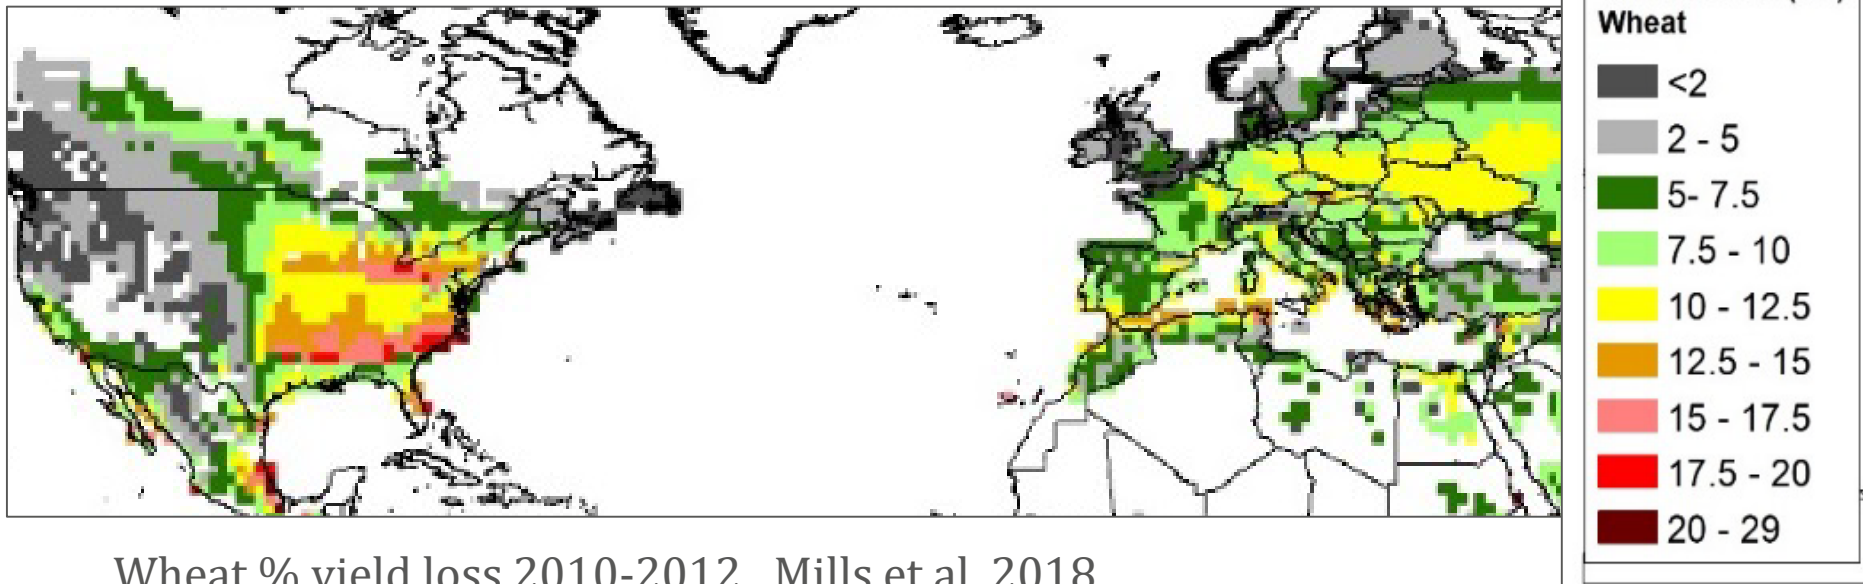 Wheat
<2
2 - 5
5- 7.5
7.5 - 10
10 - 12.5
12.5 - 15
15 - 17.5
17.5 - 20
20 - 29
Wheat % yield loss 2010-2012 Mills et al. 2018